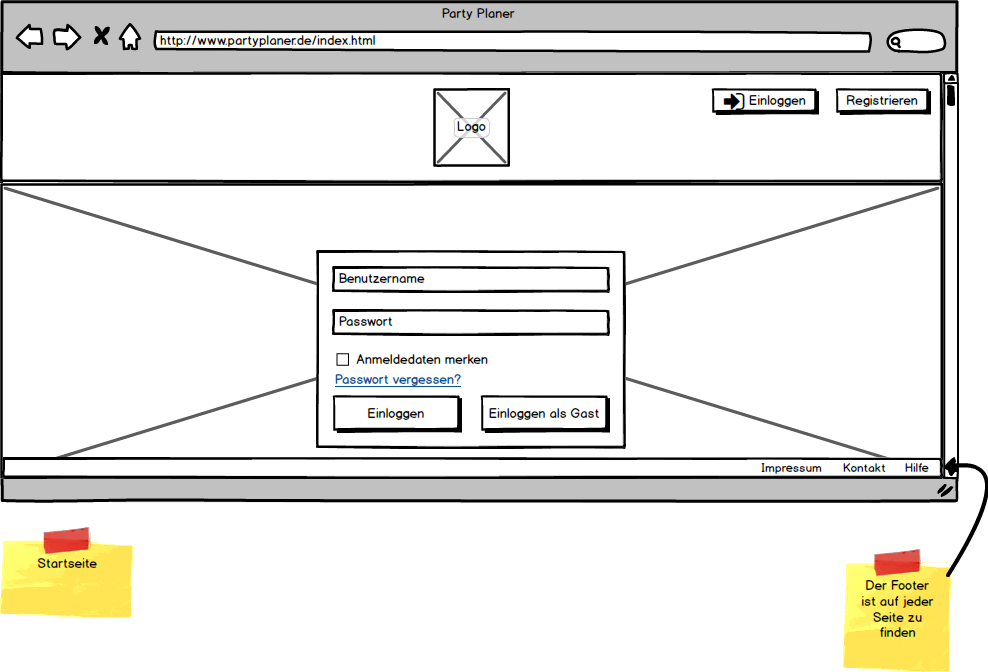 Party Planer
http://www.partyplaner.de/index.html
Einloggen
Registrieren
Logo
Benutzername
Passwort
Anmeldedaten merken
Passwort vergessen?
Einloggen
Einloggen als Gast
Impressum
Kontakt
Hilfe
Startseite
Der Footer
ist auf jeder
Seite zu
finden